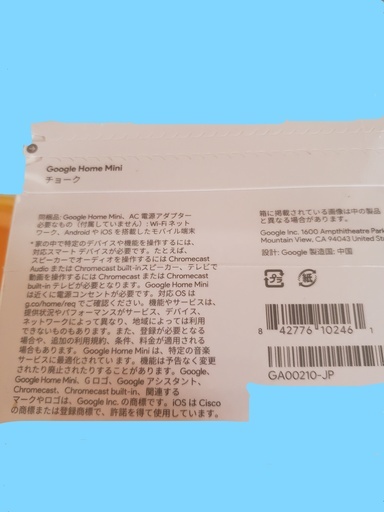 Google Home Mini
チョーク
同梱品: Google Home Mini、AC 電源アダプター
必要なもの（付属していません）: Wi-Fi ネット
ワーク、Android や iOS を搭載したモバイル端末
*家の中で特定のデバイスや機能を操作するには、
対応スマート デバイスが必要です。たとえば、
スピーカーでオーディオを操作するには Chromecast
Audio または Chromecast built-in スピーカー、テレビで
動画を操作するには Chromecast または Chromecast
built-in テレビが必要となります。Google Home Mini
は近くに電源コンセントが必要です。対応 OS は
g.co/home/req でご確認ください。機能やサービスは、
提供状況やパフォーマンスがサービス、デバイス、
ネットワークによって異なり、地域によっては利用
できないものもあります。また、登録が必要となる
場合や、追加の利用規約、条件、料金が適用される
場合もあります。 Google Home Mini は、特定の音楽
サービスに最適化されています。機能は予告なく変更
されたり廃止されたりすることがあります。Google、
Google Home Mini、G ロゴ、Google アシスタント、
Chromecast、Chromecast built-in、関連する
マークやロゴは、Google Inc. の商標です。iOS は Cisco
の商標または登録商標で、許諾を得て使用しています。
箱に掲載されている画像は中の製品
と異なる場合があります。
Google Inc. 1600 Amphitheatre Park
Mountain View, CA 94043 United St
設計: Google 製造国: 中国
プラ 紙
8 42776 10246 1
GA00210-JP